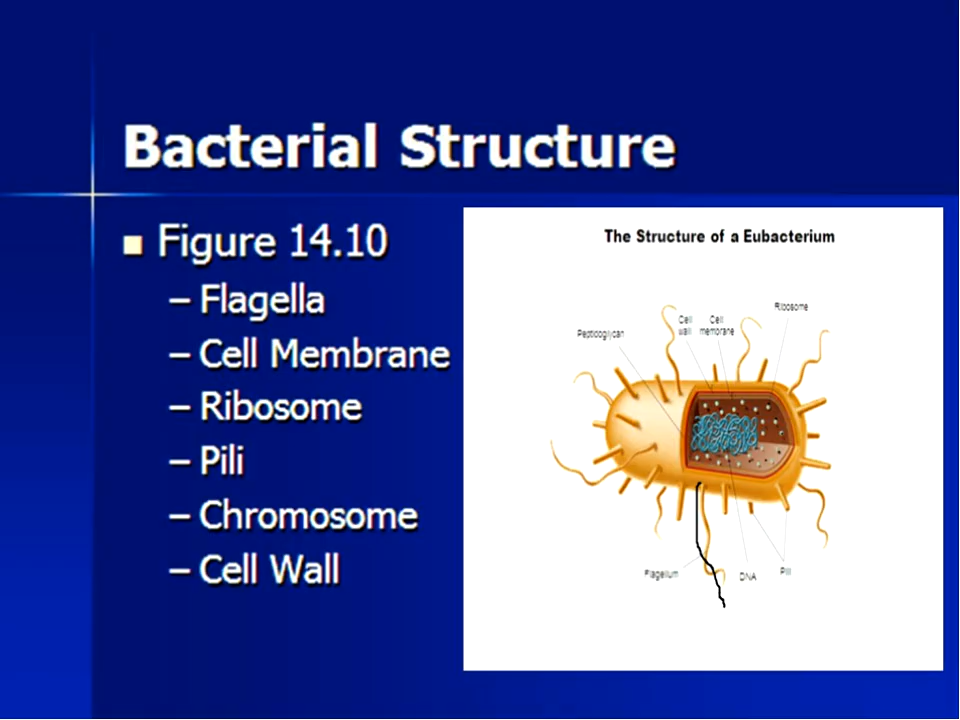 Bacterial Structure
■ Figure 14.10
– Flagella
– Cell Membrane
– Ribosome
– Pili
– Chromosome
– Cell Wall
The Structure of a Eubacterium
Ribosome
Cell wall
Cell membrane
Peptidoglycan
Flagellum
DNA
Pili